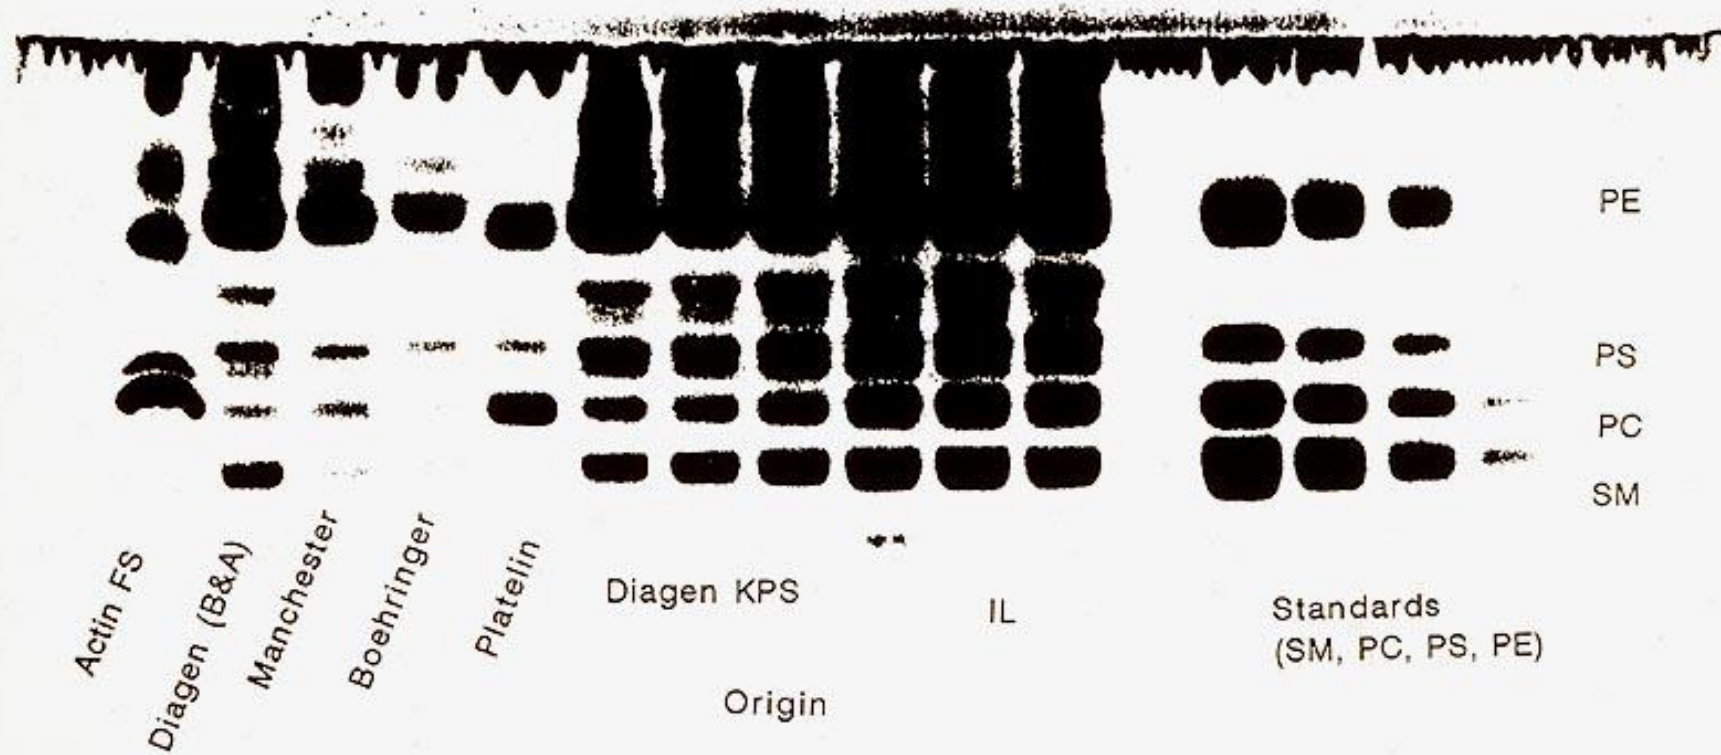 PE
PS
PC
SM
Actin FS
Diagen (B&A)
Manchester
Boehringer
Platelin
Diagen KPS
IL
Standards
(SM, PC, PS, PE)
Origin